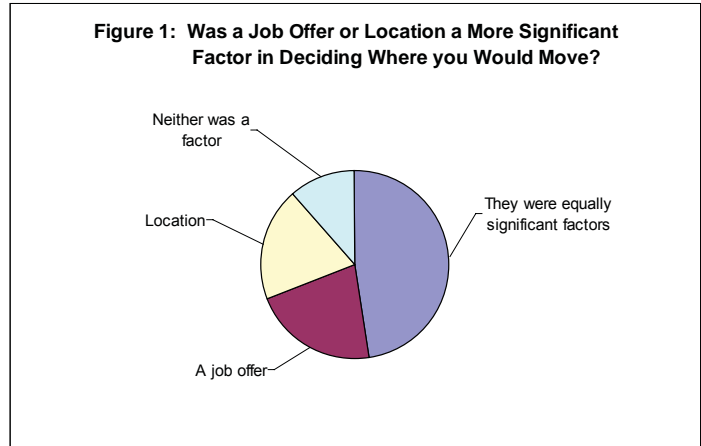 Figure 1: Was a Job Offer or Location a More Significant
Factor in Deciding Where you Would Move?
Neither was a
factor
They were equally
significant factors
Location
A job offer